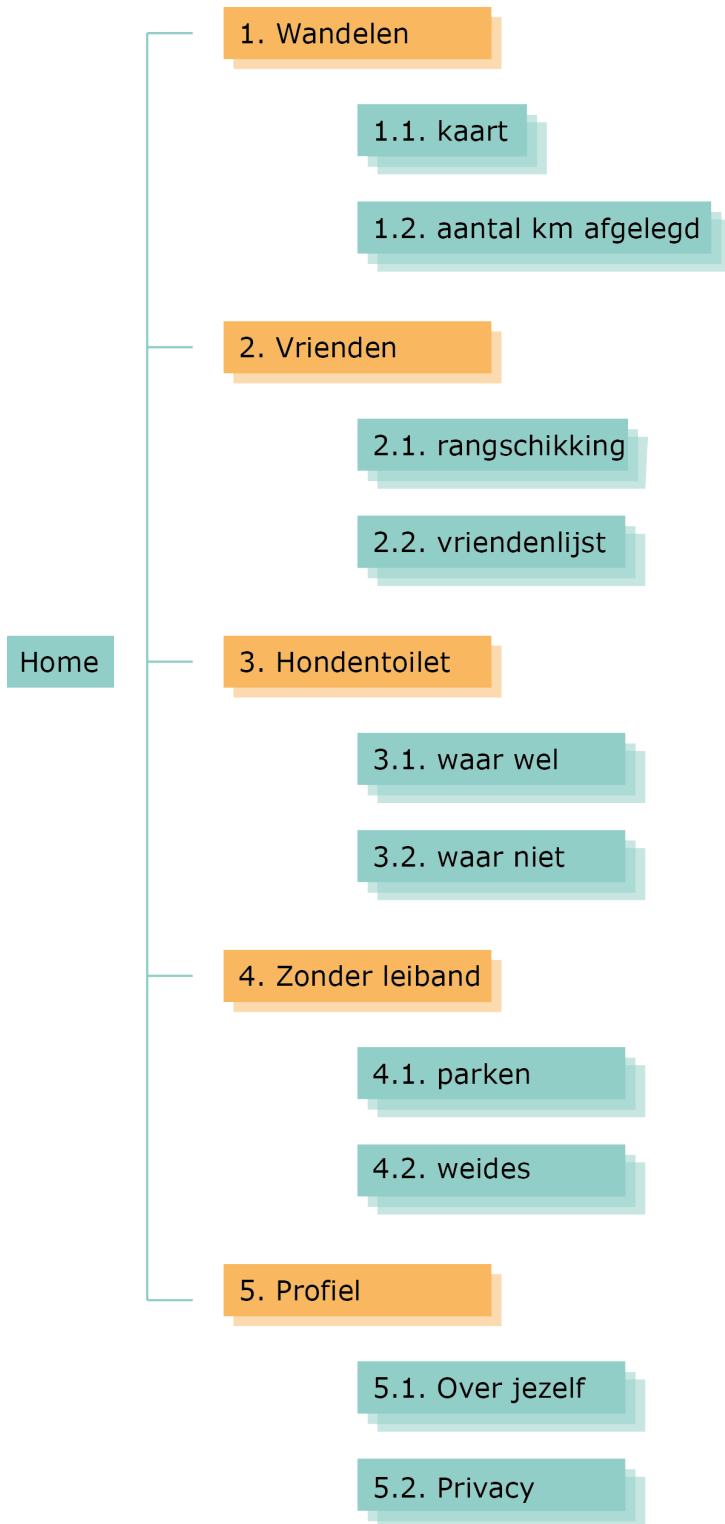 1. Wandelen
1.1. kaart
1.2. aantal km afgelegd
2. Vrienden
2.1. rangschikking
2.2. vriendenlijst
Home
3. Hondentoilet
3.1. waar wel
3.2. waar niet
4. Zonder leiband
4.1. parken
4.2. weides
5. Profiel
5.1. Over jezelf
5.2. Privacy